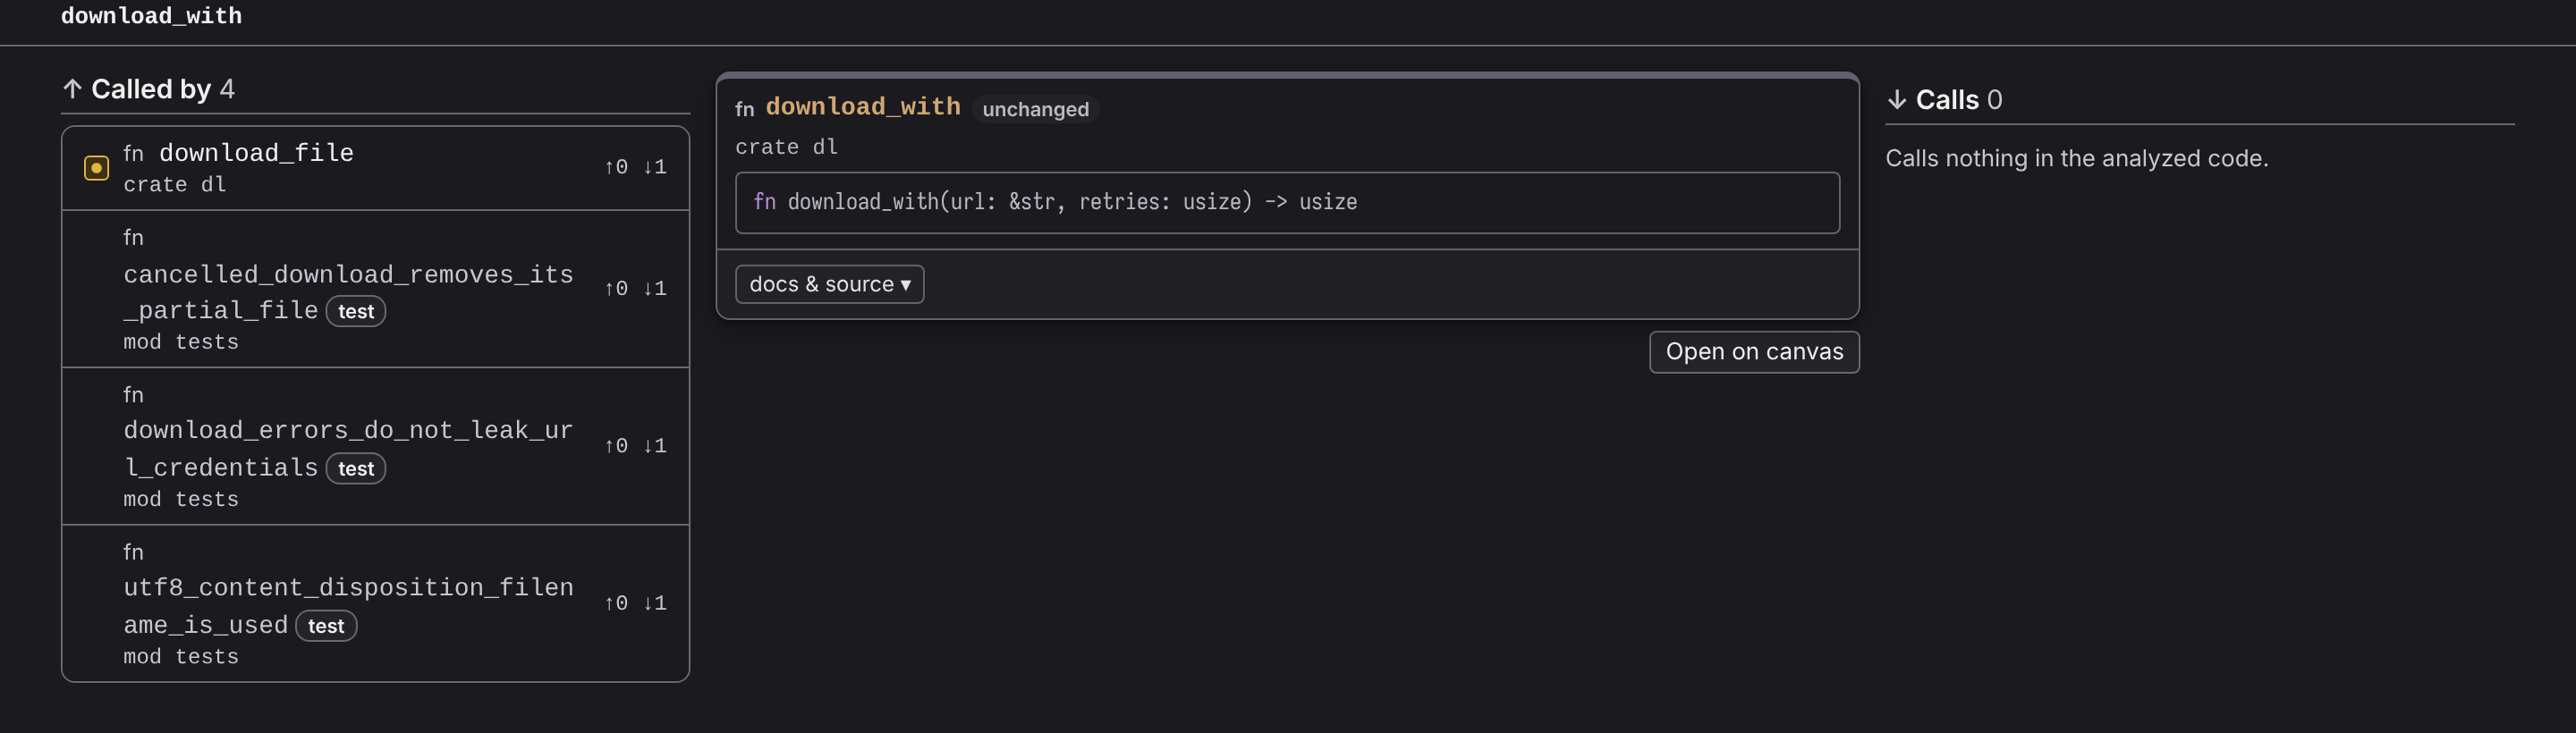 download_with
↑ Called by 4
fn download_file
crate dl
↑0 ↓1
fn
cancelled_download_removes_its
_partial_file test
mod tests
↑0 ↓1
fn
download_errors_do_not_leak_ur
l_credentials test
mod tests
↑0 ↓1
fn
utf8_content_disposition_filen
ame_is_used test
mod tests
↑0 ↓1
fn download_with unchanged
crate dl
fn download_with(url: &str, retries: usize) -> usize
docs & source ▾
Open on canvas
↓ Calls 0
Calls nothing in the analyzed code.